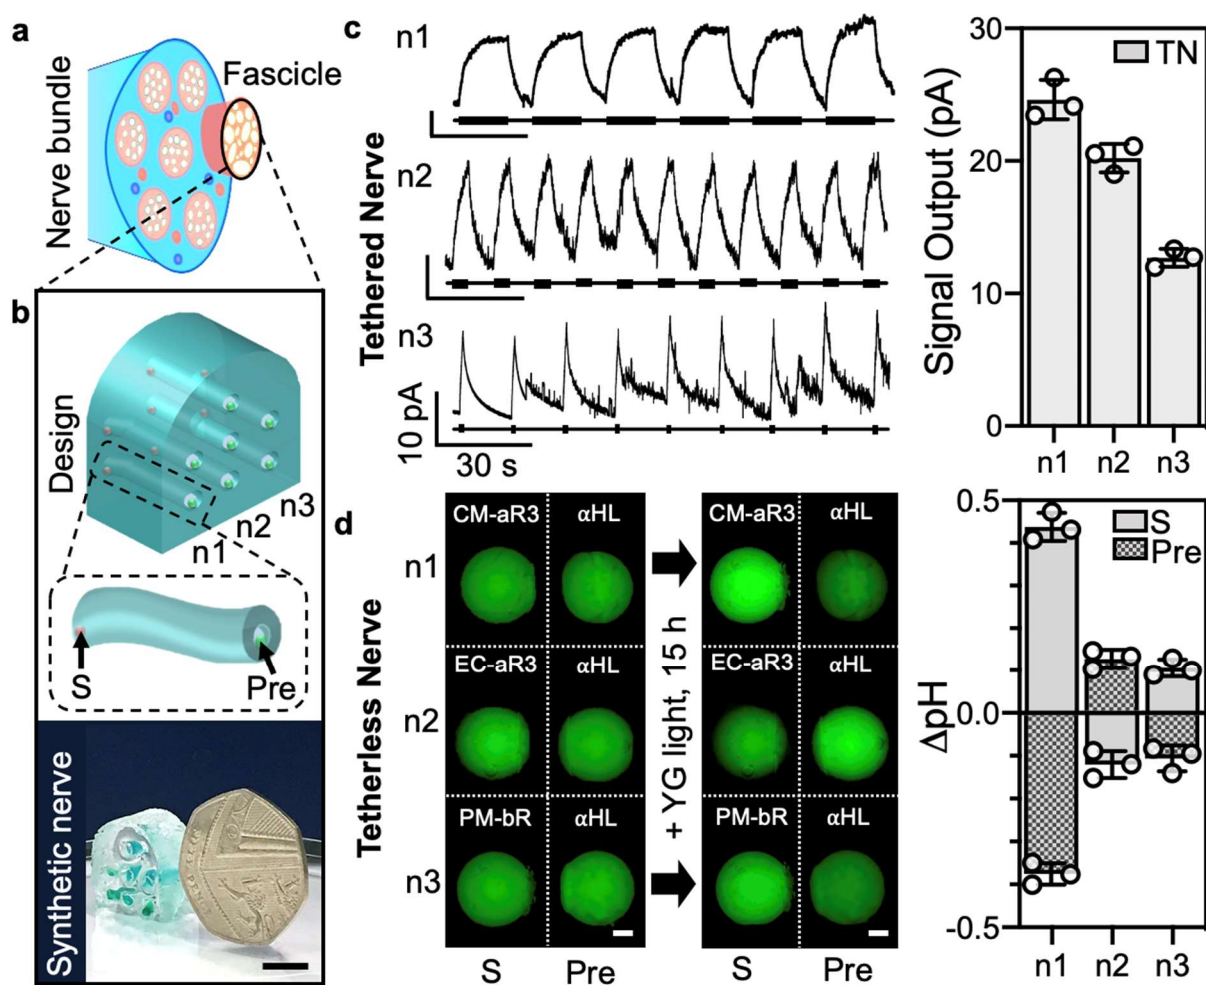 a
Nerve bundle
Fascicle
b
Design
n1
n2
n3
S
Pre
Synthetic nerve
c
Tethered Nerve
n1
n2
n3
10 pA
30 s
Signal Output (pA)
30
20
10
0
TN
n1
n2
n3
d
Tetherless Nerve
n1
n2
n3
CM-aR3
αHL
EC-aR3
αHL
PM-bR
αHL
S
Pre
+ YG light, 15 h
CM-aR3
αHL
EC-aR3
αHL
PM-bR
αHL
S
Pre
ΔpH
0.5
0.0
-0.5
S
Pre
n1
n2
n3